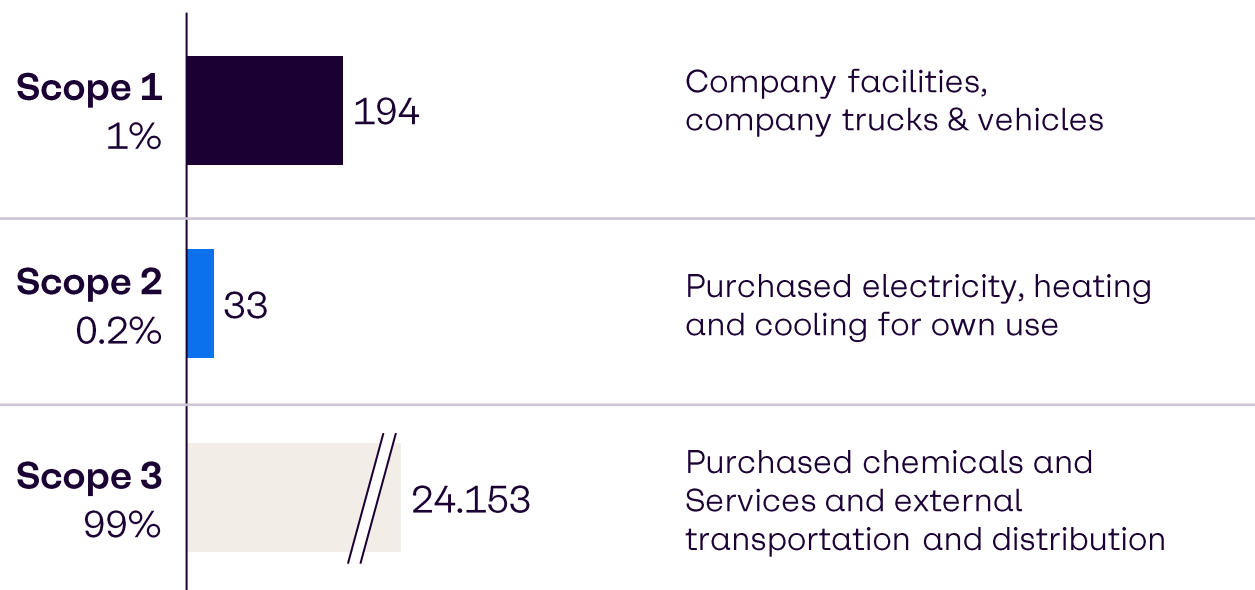 Scope 1
1%
194
Company facilities,
company trucks & vehicles
Scope 2
0.2%
33
Purchased electricity, heating
and cooling for own use
Scope 3
99%
24.153
Purchased chemicals and
Services and external
transportation and distribution